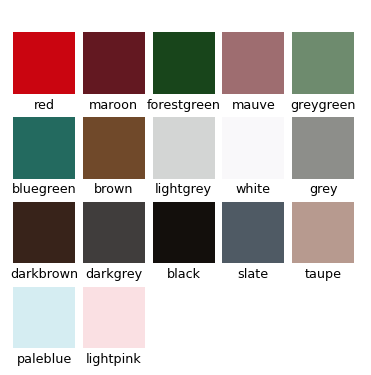 red maroon forestgreen mauve greygreen
bluegreen brown lightgrey white grey
darkbrown darkgrey black slate taupe
paleblue lightpink